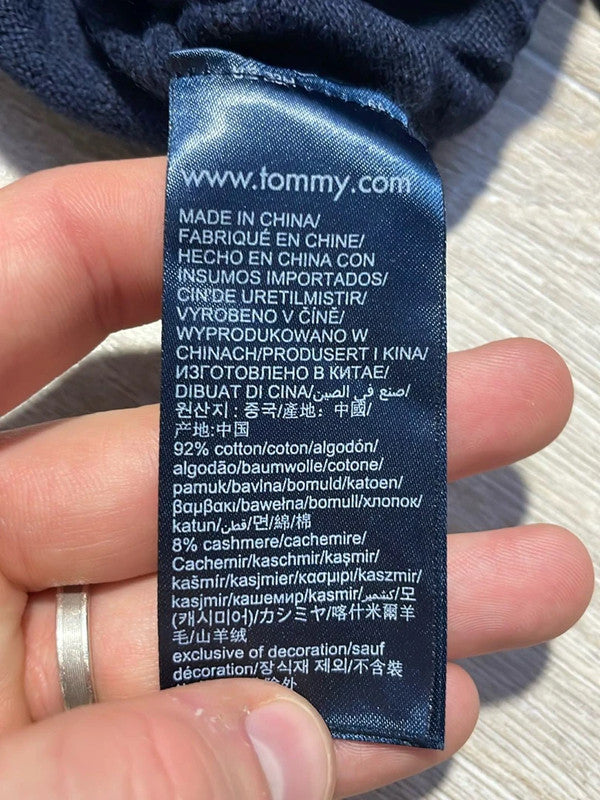 www.tommy.com
MADE IN CHINA/
FABRIQUÉ EN CHINE/
HECHO EN CHINA CON
INSUMOS IMPORTADOS/
CIN'DE URETILMISTIR/
VYROBENO V ČÍNĚ/
WYPRODUKOWANO W
CHINACH/PRODUSERT I KINA/
ИЗГОТОВЛЕНО В КИТАЕ/
DIBUAT DI CINA/صنع في الصين/
원산지 : 중국/產地: 中國/
产地:中国
92% cotton/coton/algodón/
algodão/baumwolle/cotone/
pamuk/bavlna/bomuld/katoen/
βαμβακι/bawełna/bomull/хлопок/
katun/قطن/면/綿/棉
8% cashmere/cachemire/
Cachemir/kaschmir/kaşmir/
kašmír/kasjmier/κασμιρι/kaszmir/
kasjmir/кашемир/kasmir/كشمير/모
(캐시미어)/カシミヤ/喀什米爾羊
毛/山羊绒
exclusive of decoration/sauf
décoration/장식재 제외/不含裝